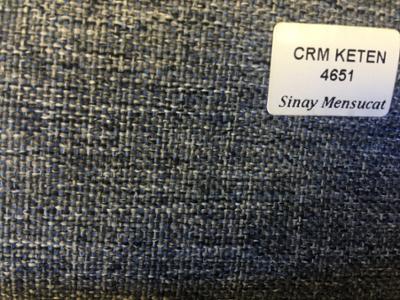 CRM KETEN
4651
Sinay Mensucat